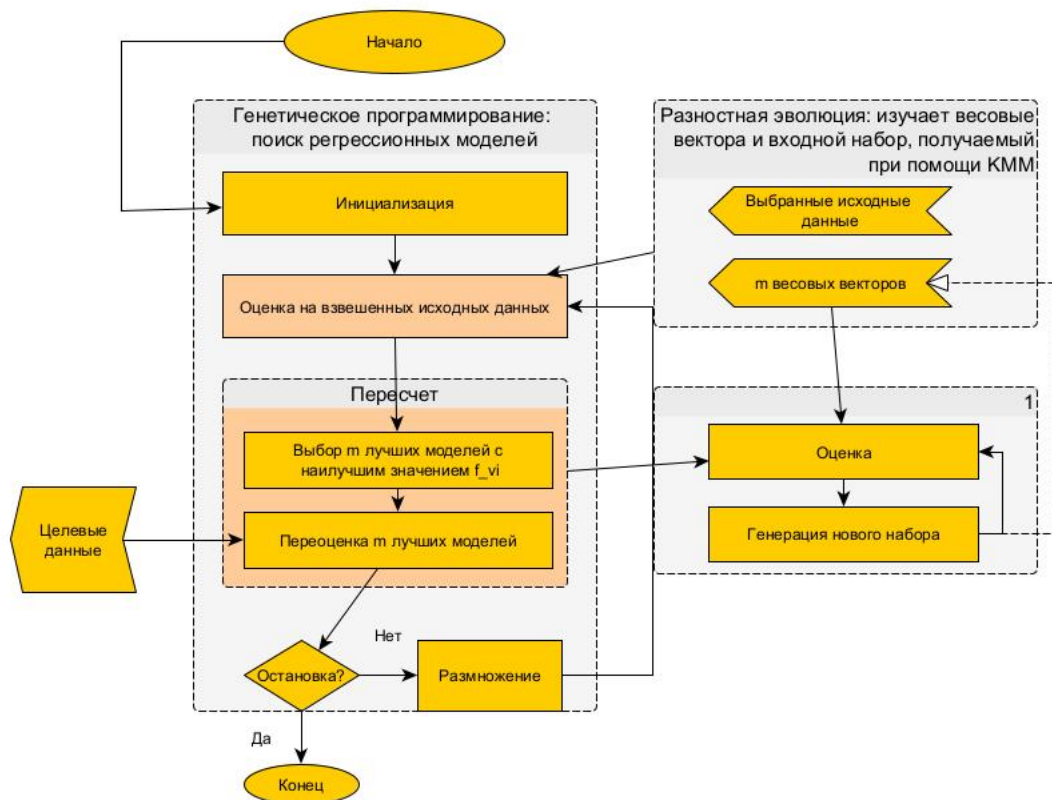 Начало
Генетическое программирование:
поиск регрессионных моделей
Инициализация
Оценка на взвешенных исходных данных
Пересчет
Выбор m лучших моделей с
наилучшим значением f_vi
Переоценка m лучших моделей
Целевые
данные
Остановка?
Нет
Размножение
Да
Конец
Разностная эволюция: изучает весовые
вектора и входной набор, получаемый
при помощи КММ
Выбранные исходные
данные
m весовых векторов
1
Оценка
Генерация нового набора